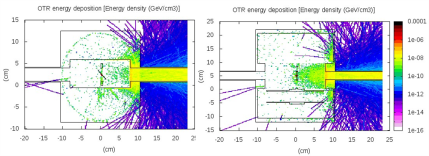 OTR energy deposition [Energy density (GeV/cm3)]
15
10
5
0
-5
-10
-20 -15 -10 -5 0 5 10 15 20 25
(cm)
(cm)
OTR energy deposition [Energy density (GeV/cm3)]
25
20
15
10
5
0
-5
-10
-15
-20 -15 -10 -5 0 5 10 15 20 25
(cm)
(cm)
0.0001
1e-06
1e-08
1e-10
1e-12
1e-14
1e-16